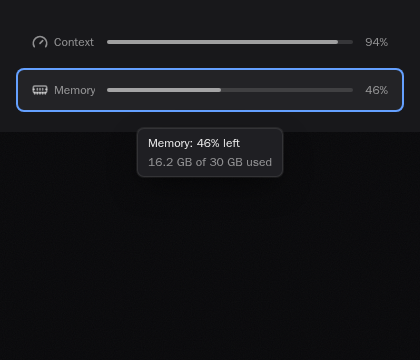 Context 94%
Memory 46%
Memory: 46% left
16.2 GB of 30 GB used